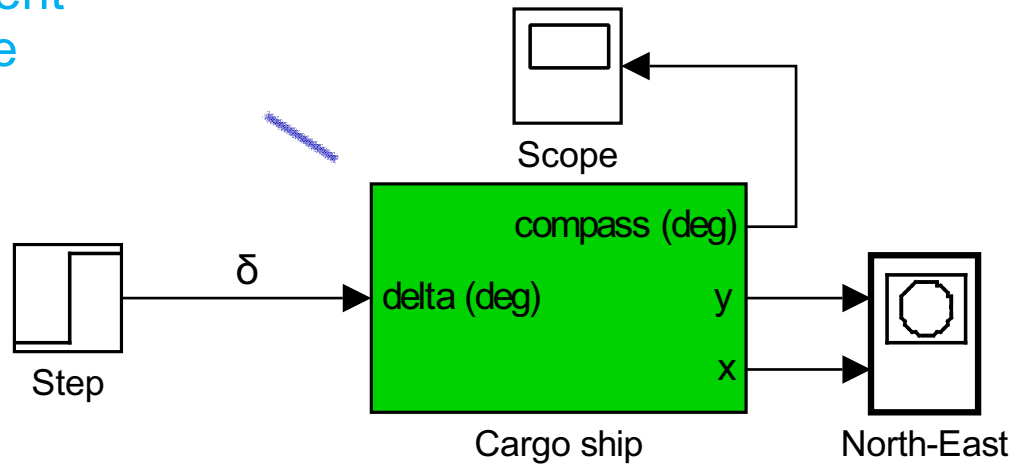 e
Scope
compass (deg)
δ
delta (deg)
y
x
Step
Cargo ship
North-East